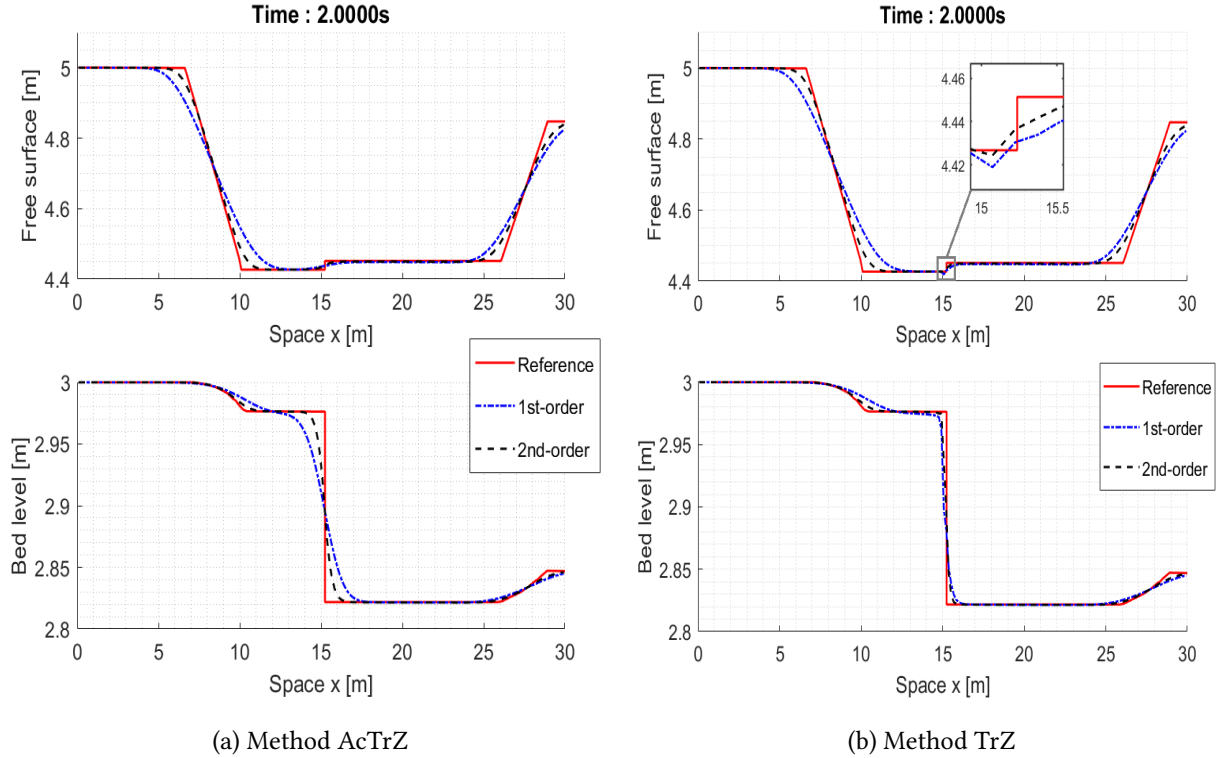 Time : 2.0000s
Free surface [m]
5
4.8
4.6
4.4
0 5 10 15 20 25 30
Space x [m]
Bed level [m]
3
2.95
2.9
2.85
2.8
0 5 10 15 20 25 30
Space x [m]
Reference
1st-order
2nd-order
(a) Method AcTrZ
Time : 2.0000s
Free surface [m]
5
4.8
4.6
4.4
0 5 10 15 20 25 30
Space x [m]
4.46
4.44
4.42
15 15.5
Bed level [m]
3
2.95
2.9
2.85
2.8
0 5 10 15 20 25 30
Space x [m]
Reference
1st-order
2nd-order
(b) Method TrZ